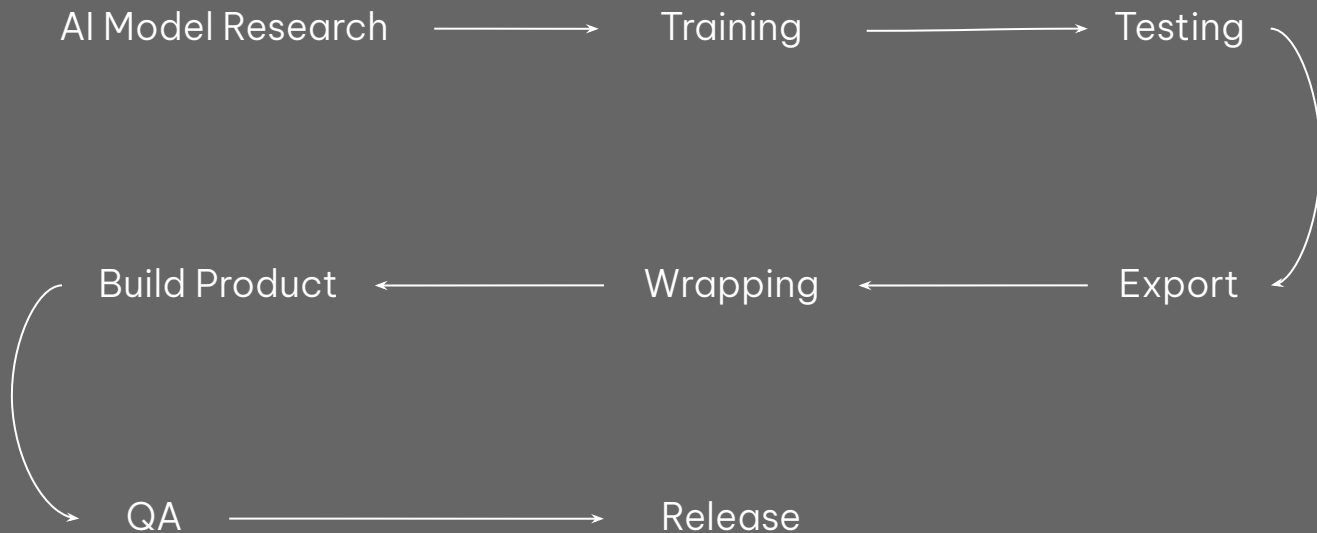 AI Model Research
Training
Testing
Build Product
Wrapping
Export
QA
Release